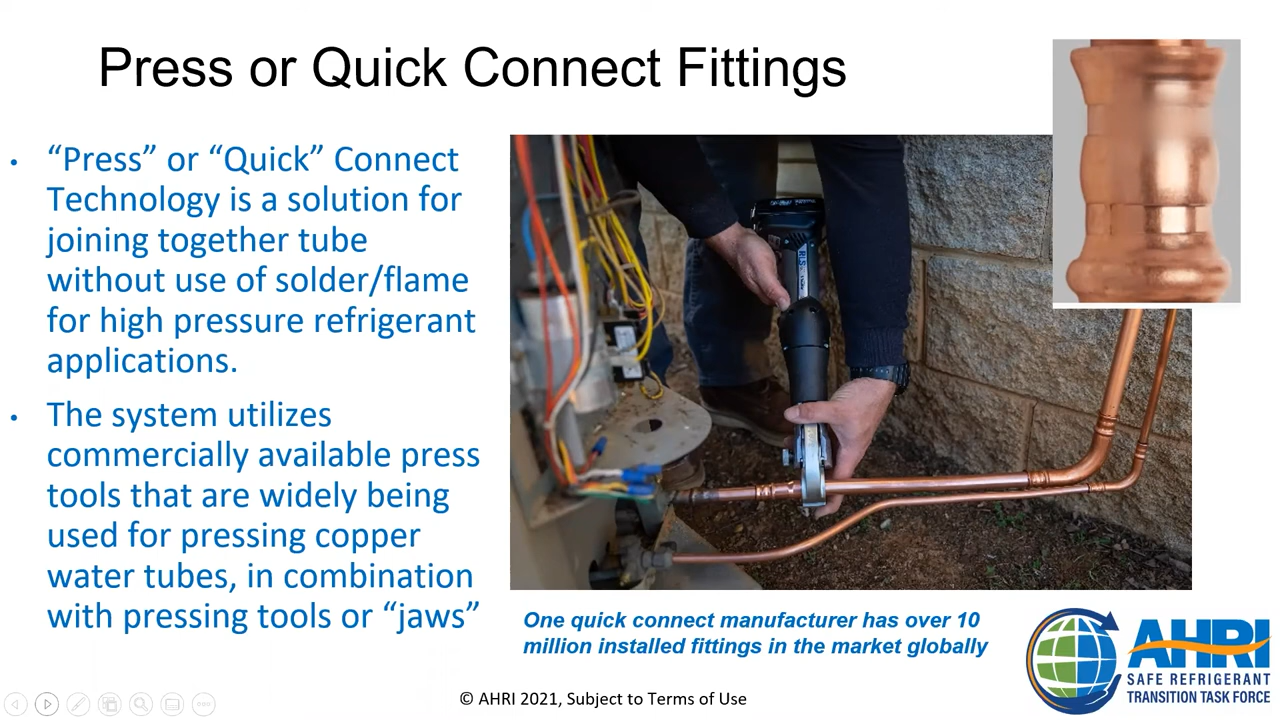 Press or Quick Connect Fittings
• “Press” or “Quick” Connect
Technology is a solution for
joining together tube
without use of solder/flame
for high pressure refrigerant
applications.
• The system utilizes
commercially available press
tools that are widely being
used for pressing copper
water tubes, in combination
with pressing tools or “jaws”
One quick connect manufacturer has over 10
million installed fittings in the market globally
AHRI
SAFE REFRIGERANT
TRANSITION TASK FORCE
© AHRI 2021, Subject to Terms of Use